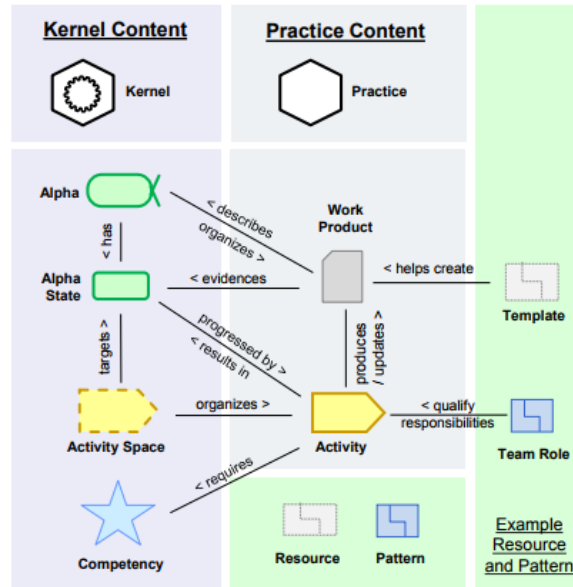 Kernel Content
Practice Content
Kernel
Practice
Alpha
< describes
organizes >
Work
Product
< has
Alpha
State
< evidences
< helps create
Template
targets >
progressed by >
< results in
produces
/ updates >
Activity Space
organizes >
Activity
< qualify
responsibilities
Team Role
< requires
Competency
Resource
Pattern
Example
Resource
and Pattern